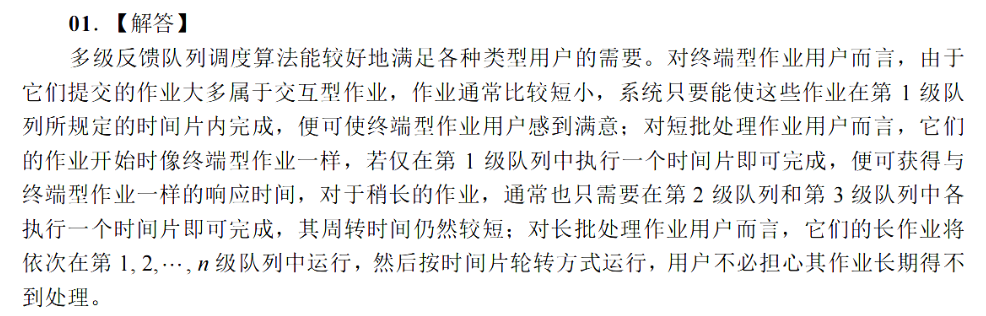 01. 【解答】
多级反馈队列调度算法能较好地满足各种类型用户的需要。对终端型作业用户而言，由于
它们提交的作业大多属于交互型作业，作业通常比较短小，系统只要能使这些作业在第 1 级队
列所规定的时间片内完成，便可使终端型作业用户感到满意；对短批处理作业用户而言，它们
的作业开始时像终端型作业一样，若仅在第 1 级队列中执行一个时间片即可完成，便可获得与
终端型作业一样的响应时间，对于稍长的作业，通常也只需要在第 2 级队列和第 3 级队列中各
执行一个时间片即可完成，其周转时间仍然较短；对长批处理作业用户而言，它们的长作业将
依次在第 1, 2,⋯, n 级队列中运行，然后按时间片轮转方式运行，用户不必担心其作业长期得不
到处理。